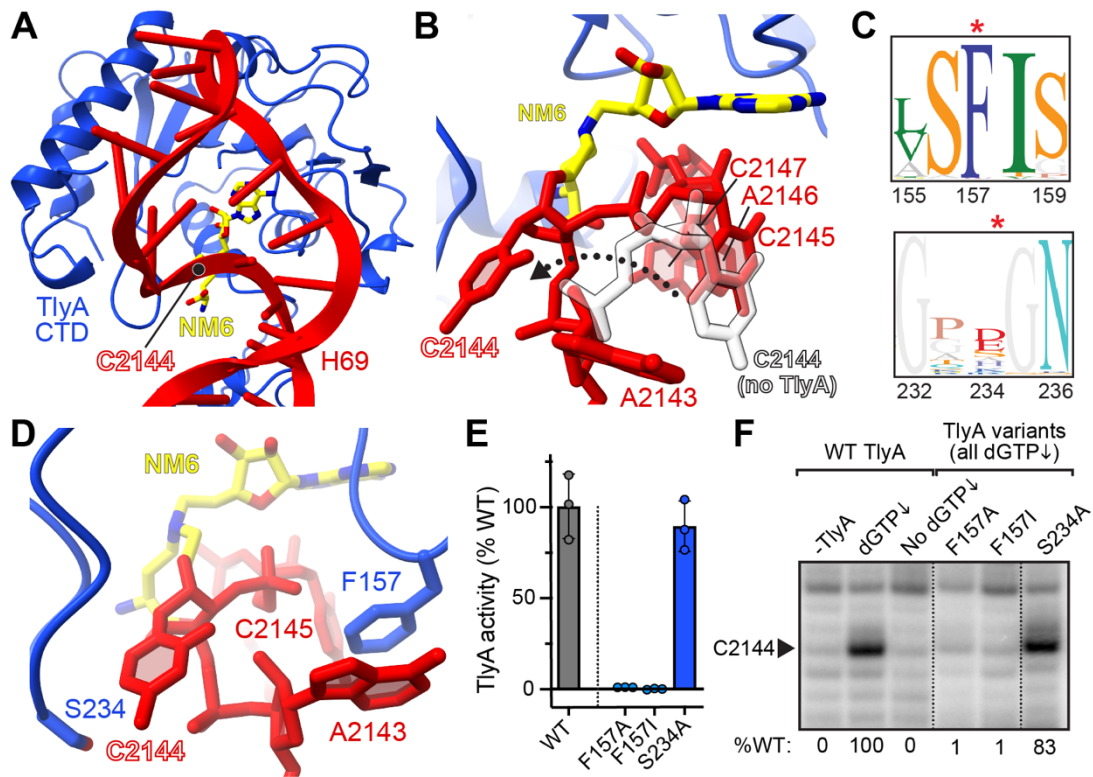 A
TlyA
CTD
NM6
C2144
H69
B
NM6
C2147
A2146
C2145
C2144
C2144
(no TlyA)
A2143
C
*
155 157 159
*
232 234 236
D
NM6
F157
C2145
S234
C2144
A2143
E
TlyA activity (% WT)
100
50
0
WT
F157A
F157I
S234A
F
WT TlyA
TlyA variants
(all dGTP↓)
-TlyA
dGTP↓
No dGTP↓
F157A
F157I
S234A
C2144
%WT: 0 100 0 1 1 83